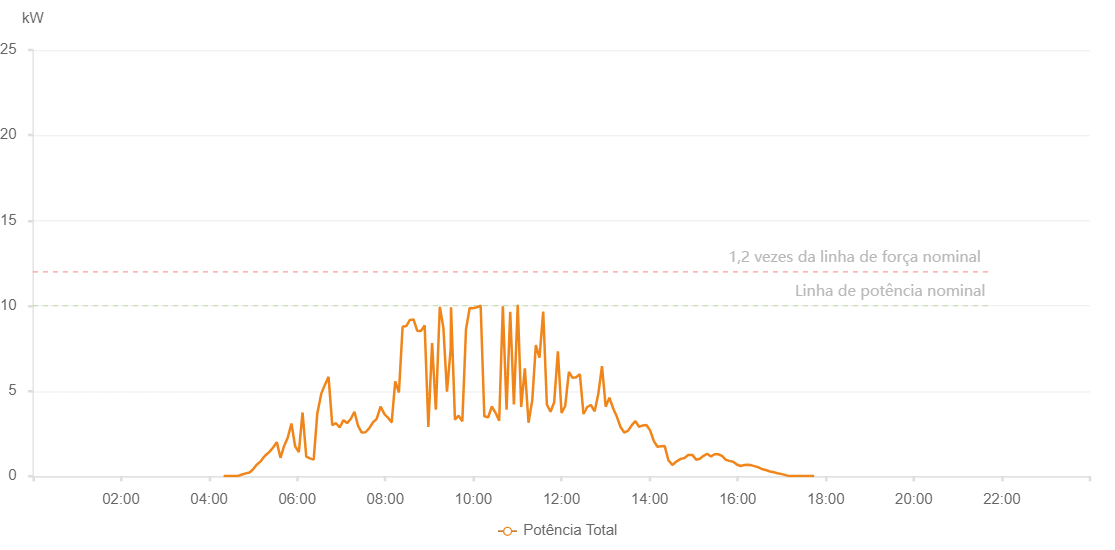 kW
25
20
15
1,2 vezes da linha de força nominal
Linha de potência nominal
10
5
0
02:00 04:00 06:00 08:00 10:00 12:00 14:00 16:00 18:00 20:00 22:00
Potência Total